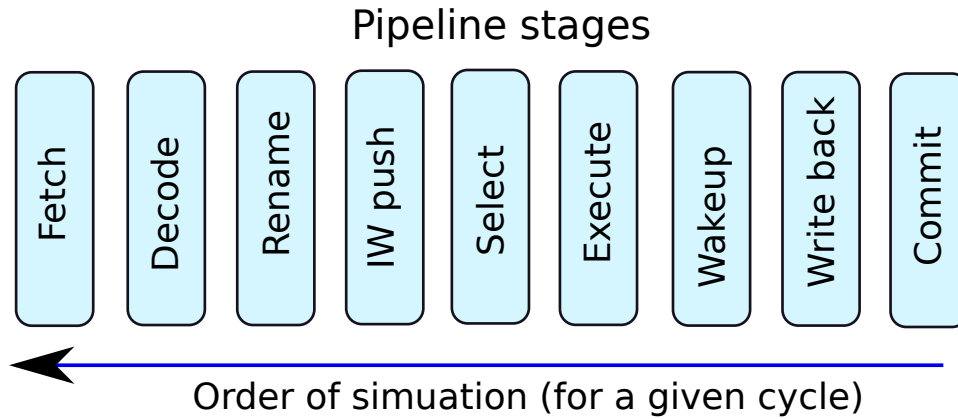 Pipeline stages
Fetch
Decode
Rename
IW push
Select
Execute
Wakeup
Write back
Commit
Order of simuation (for a given cycle)